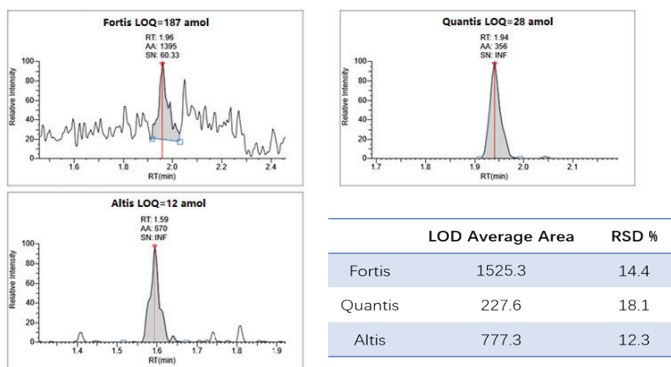 Fortis LOQ=187 amol
RT: 1.96
AA: 1395
SN: 60.33
Relative Intensity
100
80
60
40
20
0
1.6
1.8
2.0
2.2
2.4
RT(min)
Quantis LOQ=28 amol
RT: 1.94
AA: 356
SN: INF
Relative Intensity
100
80
60
40
20
0
1.7
1.8
1.9
2.0
2.1
RT(min)
Altis LOQ=12 amol
RT: 1.59
AA: 670
SN: INF
Relative Intensity
100
80
60
40
20
0
1.4
1.5
1.6
1.7
1.8
1.9
RT(min)
LOD Average Area RSD %
Fortis 1525.3 14.4
Quantis 227.6 18.1
Altis 777.3 12.3